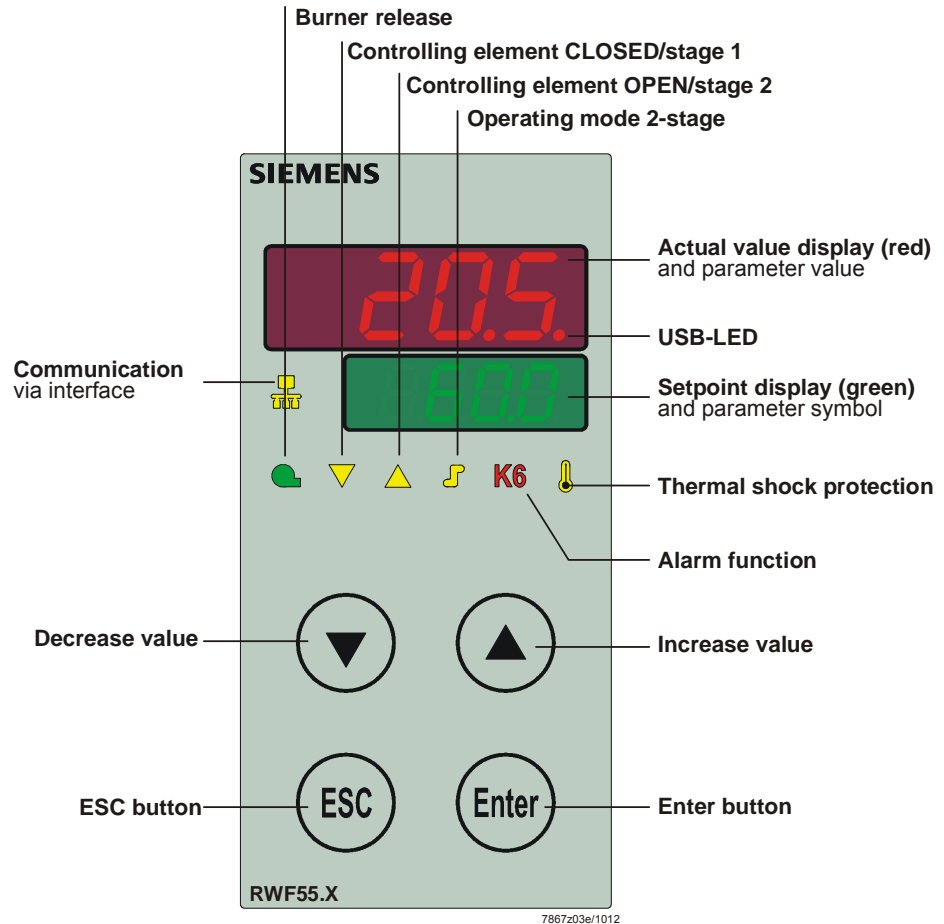 Burner release
Controlling element CLOSED/stage 1
Controlling element OPEN/stage 2
Operating mode 2-stage
SIEMENS
20.5.
Actual value display (red)
and parameter value
USB-LED
Communication
via interface
60.0
Setpoint display (green)
and parameter symbol
K6
Thermal shock protection
Alarm function
Decrease value
Increase value
ESC button
ESC
Enter
Enter button
RWF55.X
7867z03e/1012